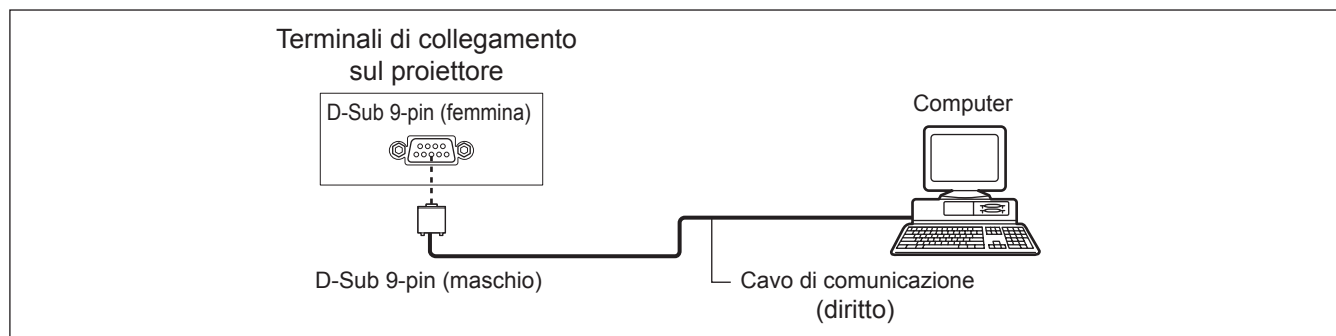 Terminali di collegamento
sul proiettore
D-Sub 9-pin (femmina)
Computer
D-Sub 9-pin (maschio)
Cavo di comunicazione
(diritto)